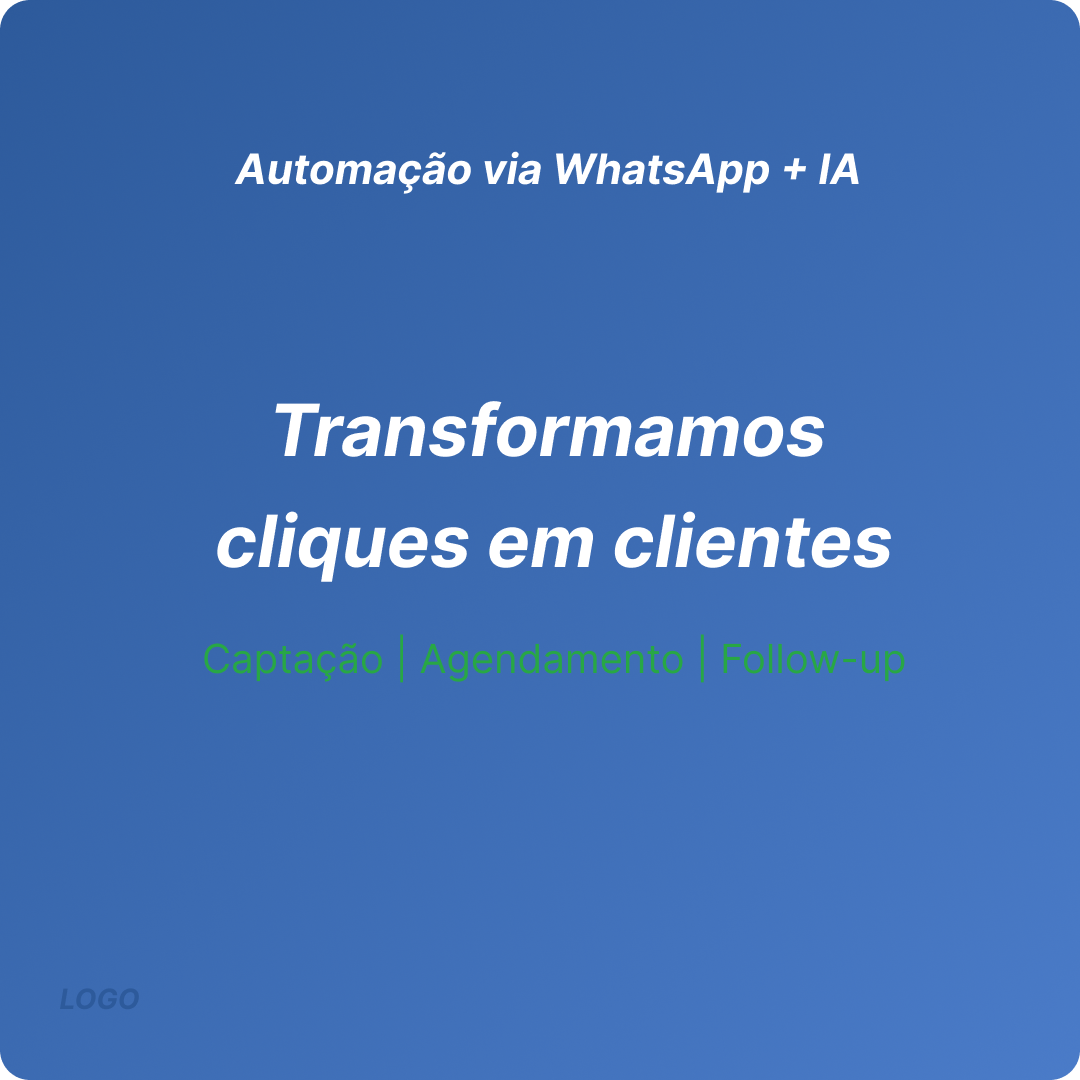 Automação via WhatsApp + IA
Transformamos
cliques em clientes
Captação | Agendamento | Follow-up
LOGO